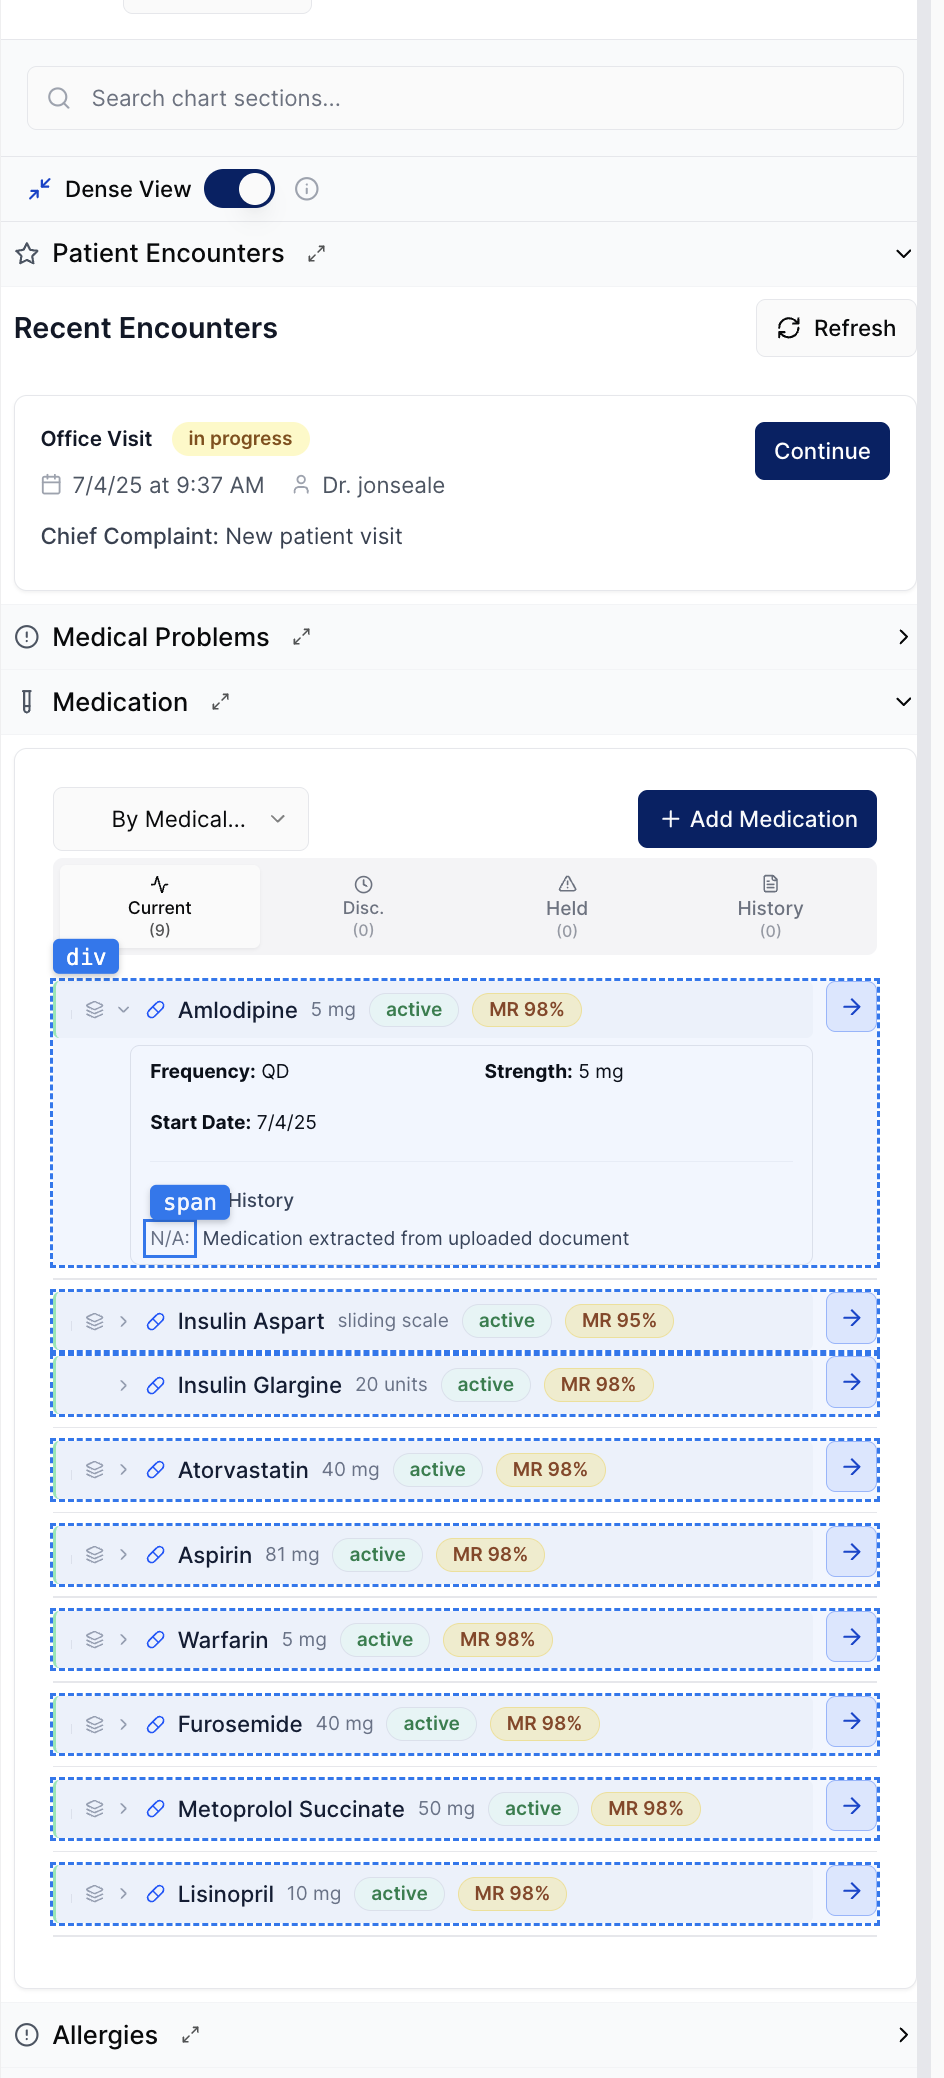 Search chart sections...
Dense View
Patient Encounters
Recent Encounters
Refresh
Office Visit in progress
Continue
7/4/25 at 9:37 AM Dr. jonseale
Chief Complaint: New patient visit
Medical Problems
Medication
By Medical...
+ Add Medication
Current
(9)
Disc.
(0)
Held
(0)
History
(0)
div
Amlodipine 5 mg active MR 98%
Frequency: QD Strength: 5 mg
Start Date: 7/4/25
span History
N/A: Medication extracted from uploaded document
Insulin Aspart sliding scale active MR 95%
Insulin Glargine 20 units active MR 98%
Atorvastatin 40 mg active MR 98%
Aspirin 81 mg active MR 98%
Warfarin 5 mg active MR 98%
Furosemide 40 mg active MR 98%
Metoprolol Succinate 50 mg active MR 98%
Lisinopril 10 mg active MR 98%
Allergies